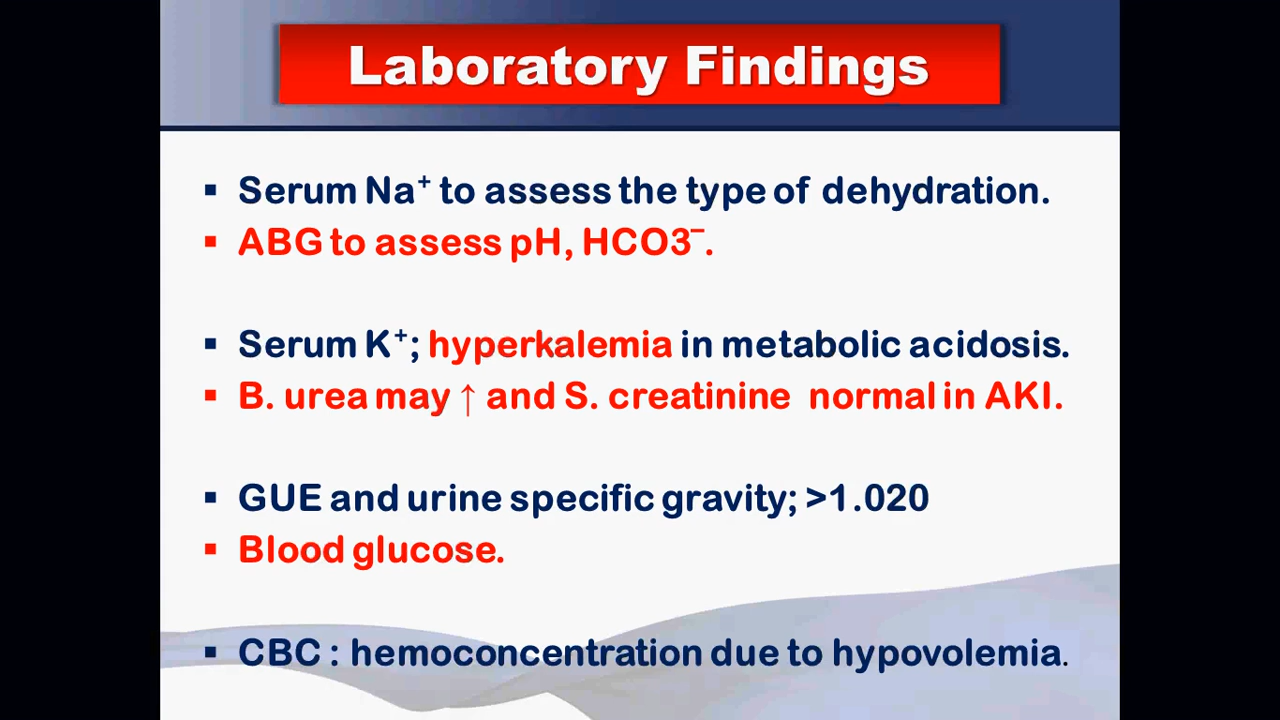 Laboratory Findings
▪ Serum Na⁺ to assess the type of dehydration.
▪ ABG to assess pH, HCO3⁻.
▪ Serum K⁺; hyperkalemia in metabolic acidosis.
▪ B. urea may ↑ and S. creatinine normal in AKI.
▪ GUE and urine specific gravity; >1.020
▪ Blood glucose.
▪ CBC : hemoconcentration due to hypovolemia.